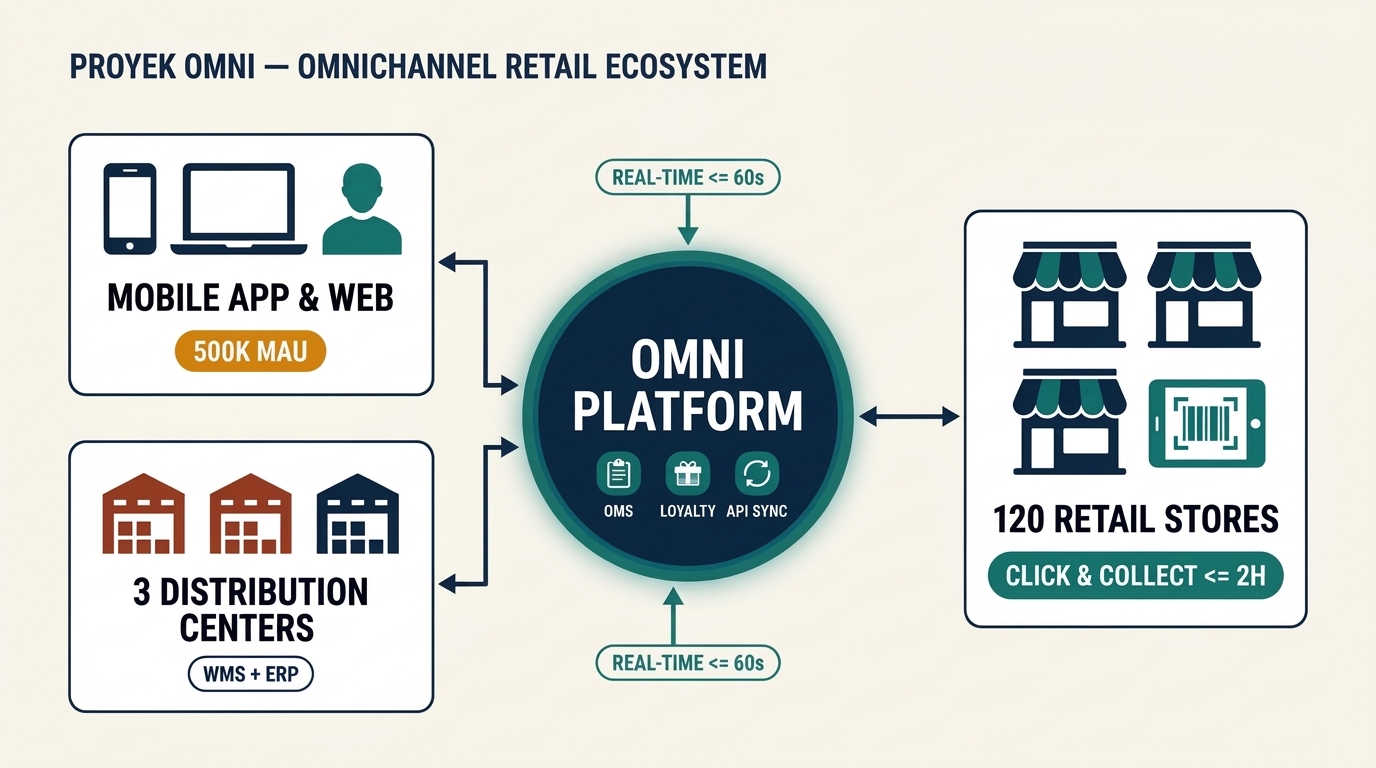 PROYEK OMNI — OMNICHANNEL RETAIL ECOSYSTEM
MOBILE APP & WEB
500K MAU
3 DISTRIBUTION
CENTERS
WMS + ERP
REAL-TIME <= 60s
OMNI
PLATFORM
OMS
LOYALTY
API SYNC
REAL-TIME <= 60s
120 RETAIL STORES
CLICK & COLLECT <= 2H